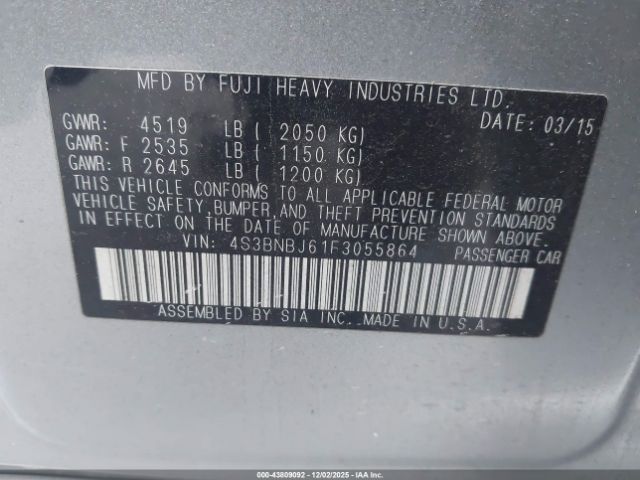 MFD BY FUJI HEAVY INDUSTRIES LTD.
GVWR: 4519 LB ( 2050 KG) DATE: 03/15
GAWR: F 2535 LB ( 1150 KG)
GAWR: R 2645 LB ( 1200 KG)
THIS VEHICLE CONFORMS TO ALL APPLICABLE FEDERAL MOTOR
VEHICLE SAFETY, BUMPER, AND THEFT PREVENTION STANDARDS
IN EFFECT ON THE DATE OF MANUFACTURE SHOWN ABOVE.
VIN: 4S3BNBJ61F3055864 PASSENGER CAR
ASSEMBLED BY SIA INC. MADE IN U.S.A.
000-43809092 | 12/02/2025 - IAA Inc.